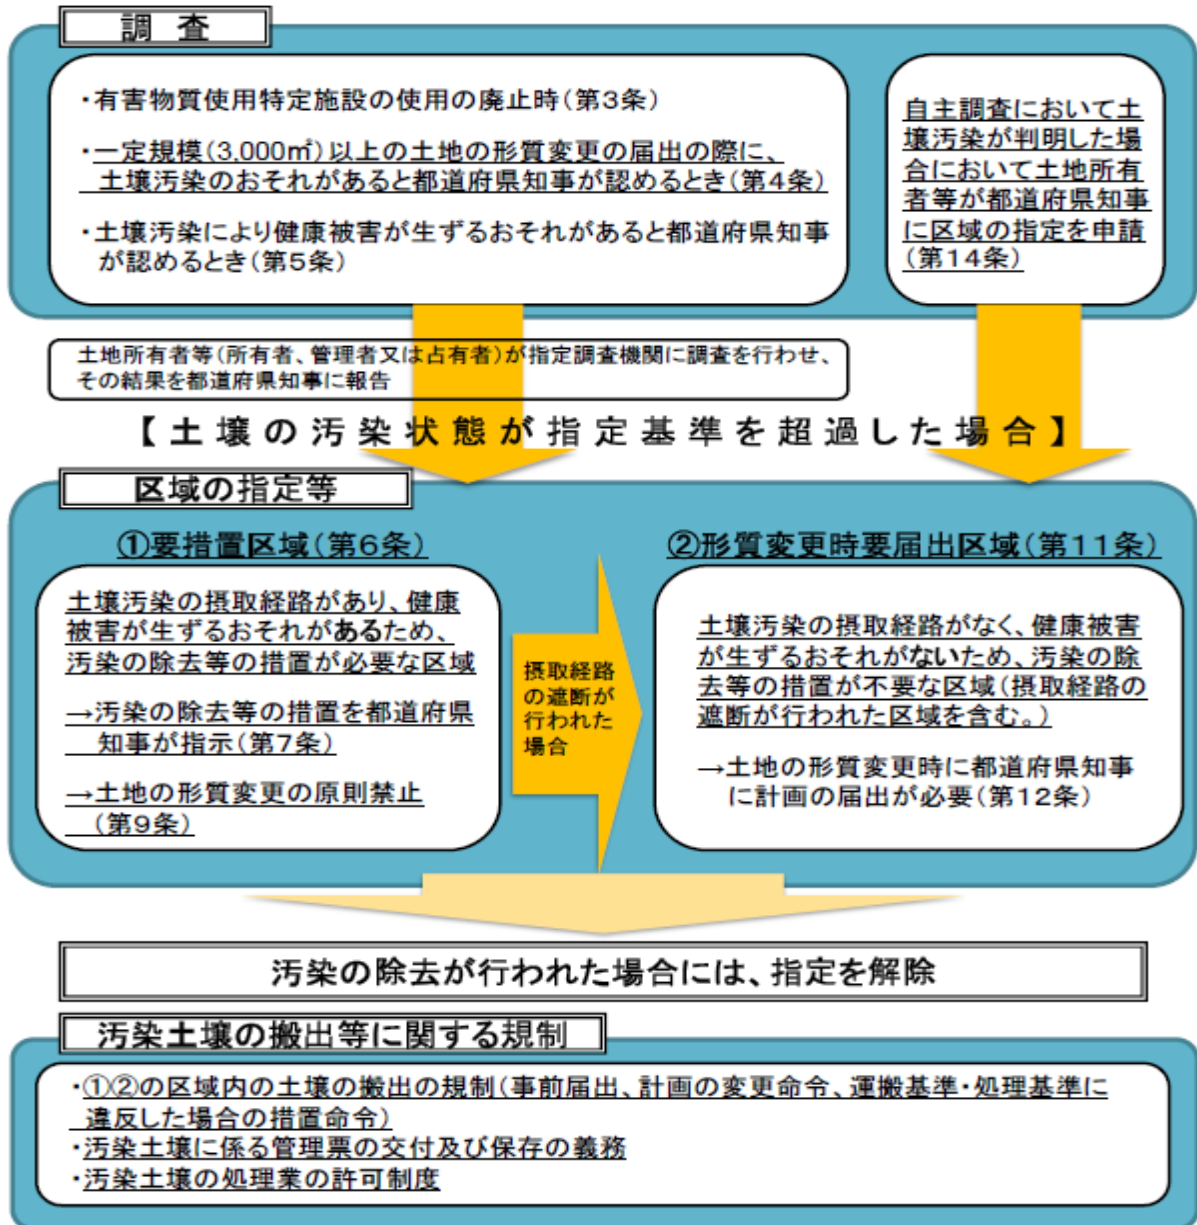 調 査
・有害物質使用特定施設の使用の廃止時(第3条)
・一定規模(3,000㎡)以上の土地の形質変更の届出の際に、
土壌汚染のおそれがあると都道府県知事が認めるとき(第4条)
・土壌汚染により健康被害が生ずるおそれがあると都道府県知事
が認めるとき(第5条)
自主調査において土
壌汚染が判明した場
合において土地所有
者等が都道府県知事
に区域の指定を申請
(第14条)
土地所有者等(所有者、管理者又は占有者)が指定調査機関に調査を行わせ、
その結果を都道府県知事に報告
【土壌の汚染状態が指定基準を超過した場合】
区域の指定等
①要措置区域(第6条)
土壌汚染の摂取経路があり、健康
被害が生ずるおそれがあるため、
汚染の除去等の措置が必要な区域
→汚染の除去等の措置を都道府県
知事が指示(第7条)
→土地の形質変更の原則禁止
(第9条)
摂取経路
の遮断が
行われた
場合
②形質変更時要届出区域(第11条)
土壌汚染の摂取経路がなく、健康被害
が生ずるおそれがないため、汚染の除
去等の措置が不要な区域(摂取経路の
遮断が行われた区域を含む。)
→土地の形質変更時に都道府県知事
に計画の届出が必要(第12条)
汚染の除去が行われた場合には、指定を解除
汚染土壌の搬出等に関する規制
・①②の区域内の土壌の搬出の規制(事前届出、計画の変更命令、運搬基準・処理基準に
違反した場合の措置命令)
・汚染土壌に係る管理票の交付及び保存の義務
・汚染土壌の処理業の許可制度